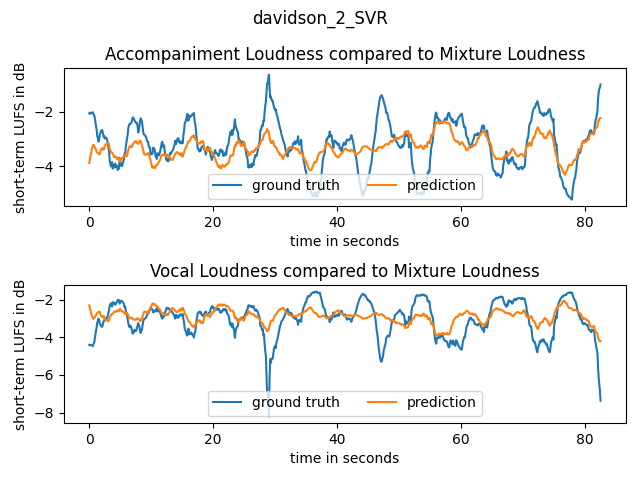 davidson_2_SVR
Accompaniment Loudness compared to Mixture Loudness
short-term LUFS in dB
−2
−4
ground truth
prediction
0
20
40
60
80
time in seconds
Vocal Loudness compared to Mixture Loudness
short-term LUFS in dB
−2
−4
−6
−8
ground truth
prediction
0
20
40
60
80
time in seconds